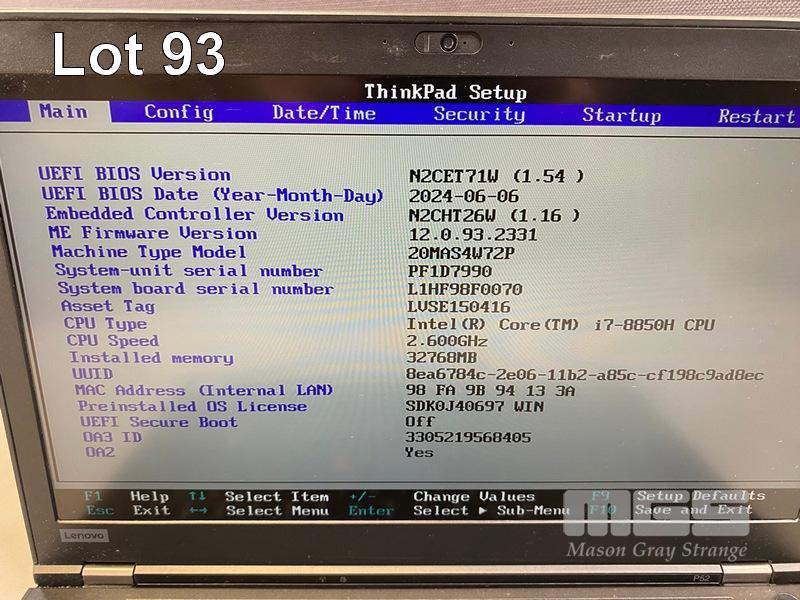 Lot 93
ThinkPad Setup
Main Config Date/Time Security Startup Restart
UEFI BIOS Version N2CET71W (1.54 )
UEFI BIOS Date (Year-Month-Day) 2024-06-06
Embedded Controller Version N2CHT26W (1.16 )
ME Firmware Version 12.0.93.2331
Machine Type Model 20MAS4W72P
System-unit serial number PF1D7990
System board serial number L1HF98F0070
Asset Tag LVSE150416
CPU Type Intel(R) Core(TM) i7-8850H CPU
CPU Speed 2.600GHz
Installed memory 32768MB
UUID 8ea6784c-2e06-11b2-a85c-cf198c9ad8ec
MAC Address (Internal LAN) 98 FA 9B 94 13 3A
Preinstalled OS License SDK0J40697 WIN
UEFI Secure Boot Off
OA3 ID 3305219568405
OA2 Yes
F1 Help ↑↓ Select Item +/- Change Values F9 Setup Defaults
Esc Exit ←→ Select Menu Enter Select ▶ Sub-Menu F10 Save and Exit
MGS
Lenovo
Mason Gray Strange
P52